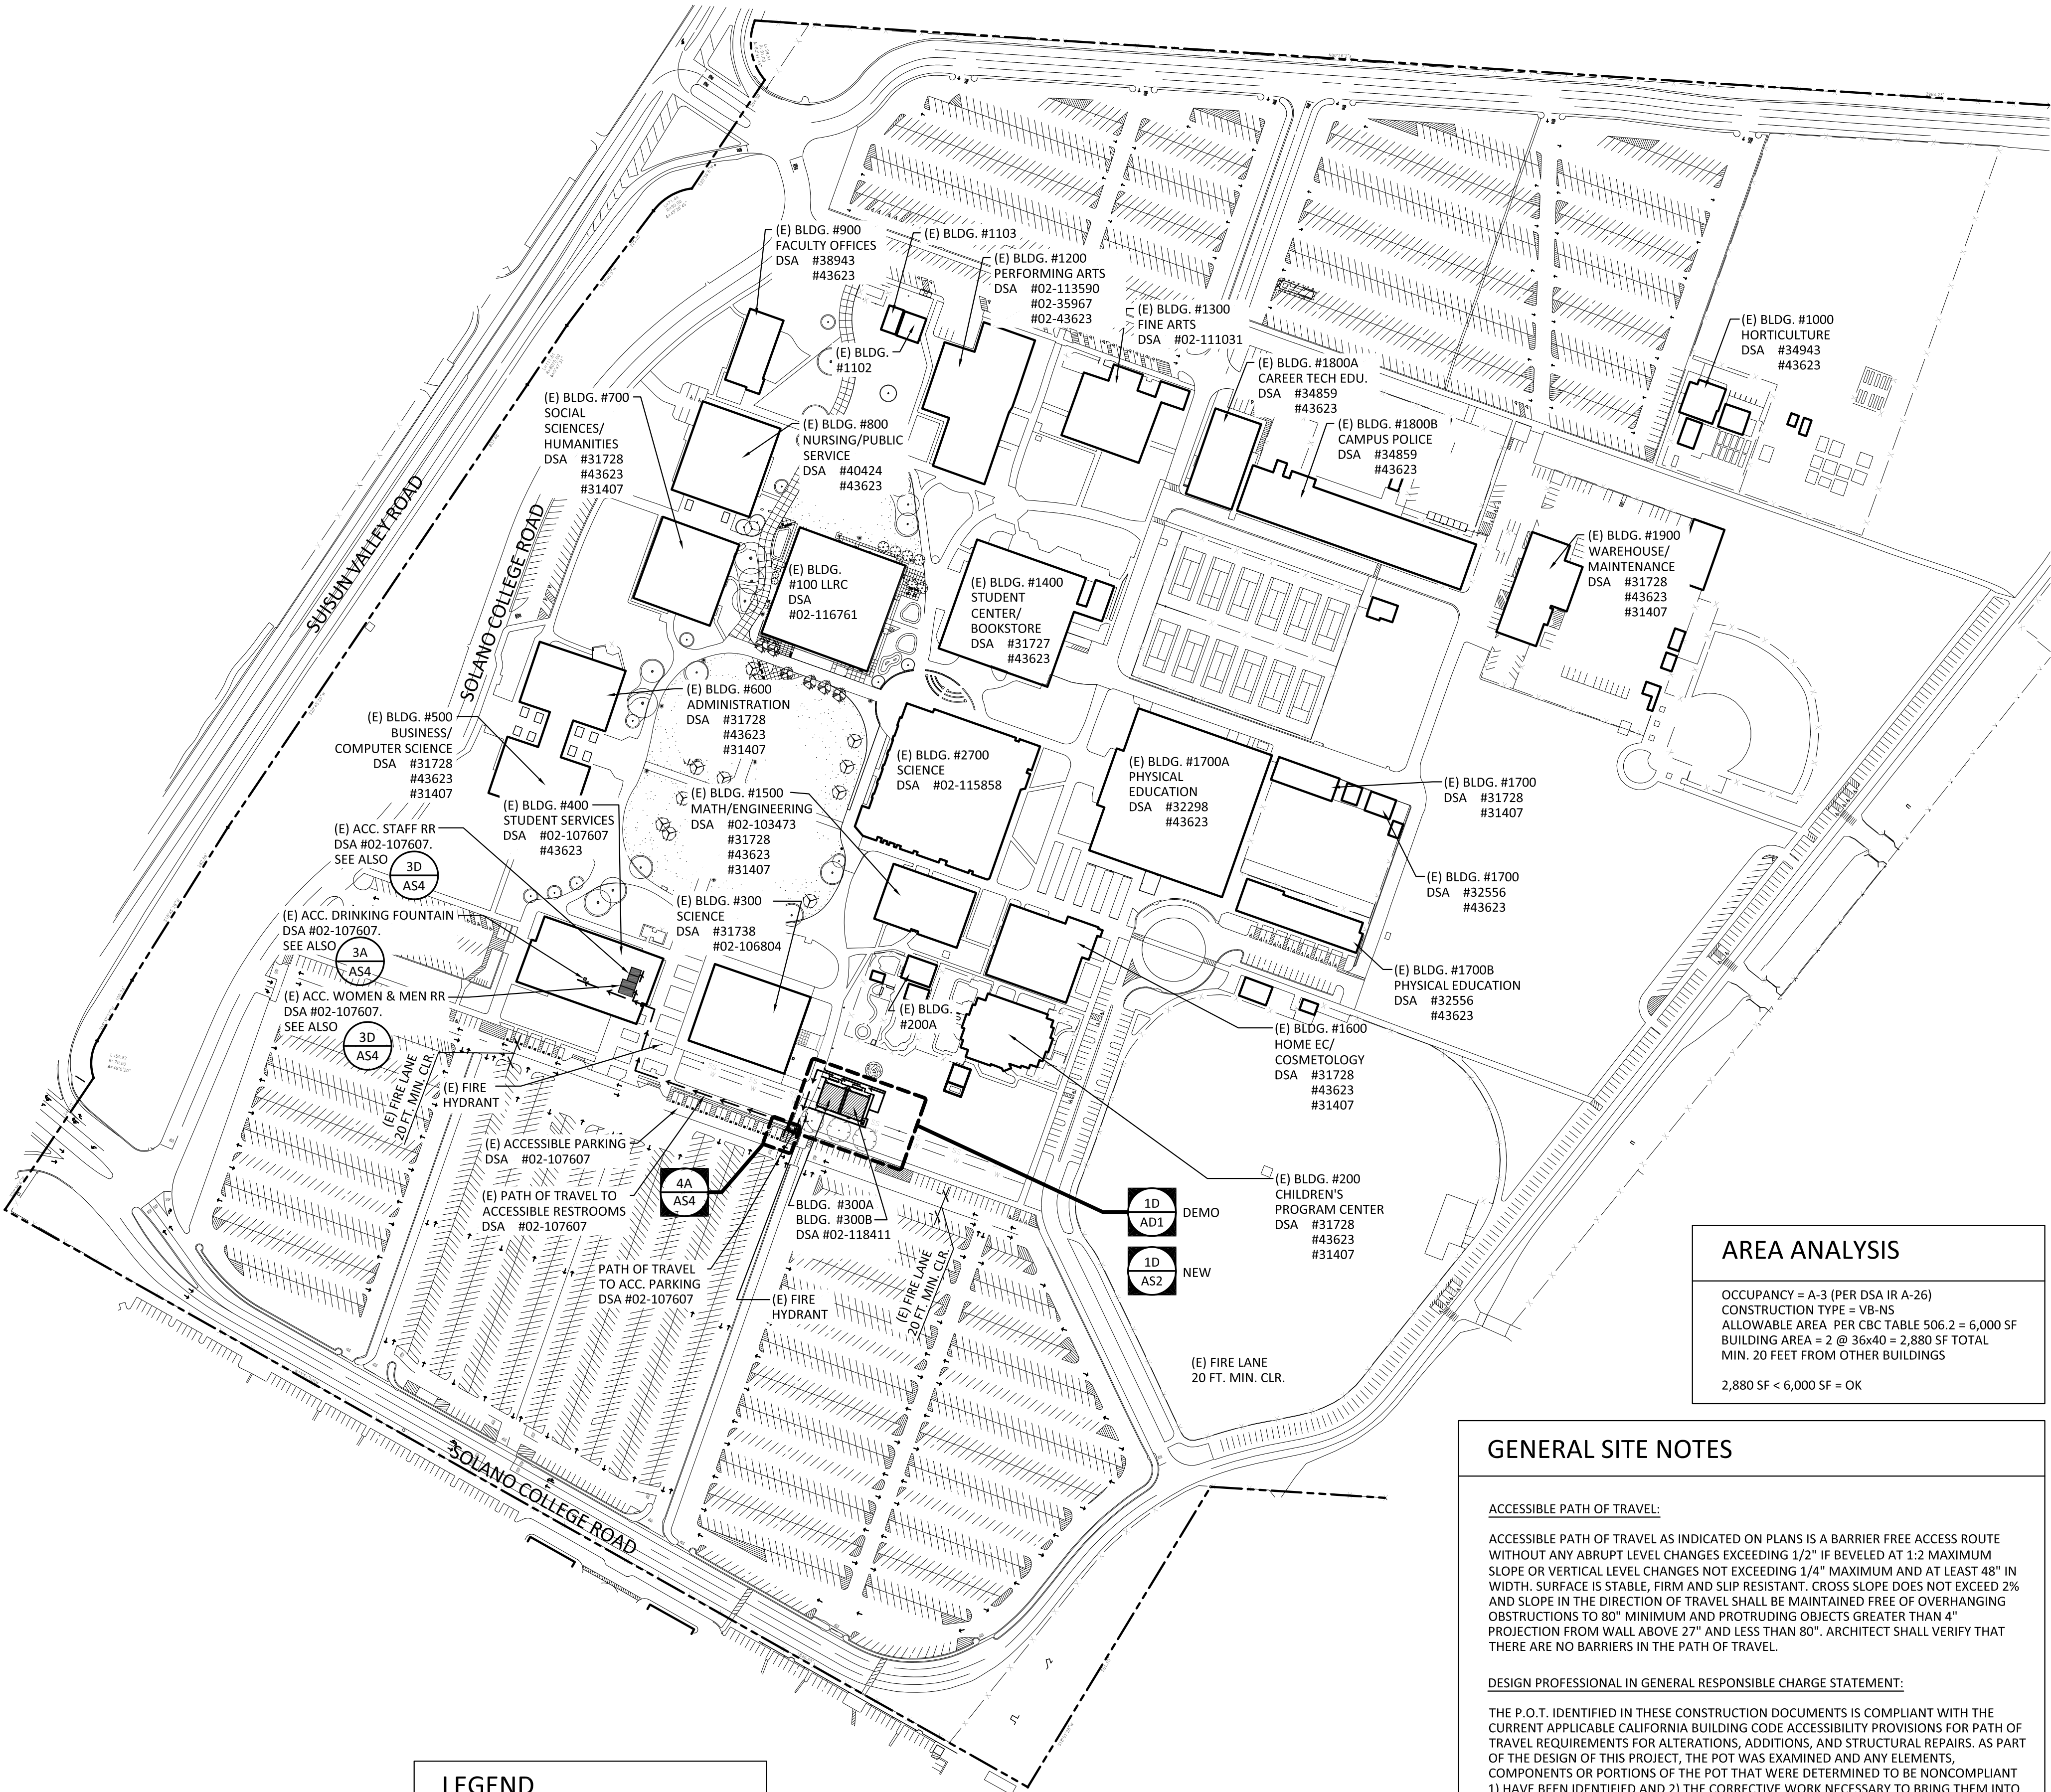 (E) BLDG. #900
FACULTY OFFICES
DSA #38943
#43623
(E) BLDG. #1103
(E) BLDG. #1200
PERFORMING ARTS
DSA #02-113590
#02-35967
#02-43623
(E) BLDG. #1300
FINE ARTS
DSA #02-111031
(E) BLDG. #1000
HORTICULTURE
DSA #34943
#43623
(E) BLDG.
#1102
(E) BLDG. #1800A
CAREER TECH EDU.
DSA #34859
#43623
(E) BLDG. #700
SOCIAL
SCIENCES/
HUMANITIES
DSA #31728
#43623
#31407
(E) BLDG. #800
NURSING/PUBLIC
SERVICE
DSA #40424
#43623
(E) BLDG. #1800B
CAMPUS POLICE
DSA #34859
#43623
SUISUN VALLEY ROAD
SOLANO COLLEGE ROAD
(E) BLDG.
#100 LLRC
DSA
#02-116761
(E) BLDG. #1400
STUDENT
CENTER/
BOOKSTORE
DSA #31727
#43623
(E) BLDG. #1900
WAREHOUSE/
MAINTENANCE
DSA #31728
#43623
#31407
(E) BLDG. #600
ADMINISTRATION
DSA #31728
#43623
#31407
(E) BLDG. #500
BUSINESS/
COMPUTER SCIENCE
DSA #31728
#43623
#31407
(E) BLDG. #2700
SCIENCE
DSA #02-115858
(E) BLDG. #1700A
PHYSICAL
EDUCATION
DSA #32298
#43623
(E) BLDG. #1700
DSA #31728
#31407
(E) BLDG. #400
STUDENT SERVICES
DSA #02-107607
#43623
(E) BLDG. #1500
MATH/ENGINEERING
DSA #02-103473
#31728
#43623
#31407
(E) ACC. STAFF RR
DSA #02-107607.
SEE ALSO
3D
AS4
(E) BLDG. #1700
DSA #32556
#43623
(E) BLDG. #300
SCIENCE
DSA #31738
#02-106804
(E) ACC. DRINKING FOUNTAIN
DSA #02-107607.
SEE ALSO
3A
AS4
(E) BLDG. #1700B
PHYSICAL EDUCATION
DSA #32556
#43623
(E) ACC. WOMEN & MEN RR
DSA #02-107607.
SEE ALSO
3D
AS4
(E) BLDG.
#200A
(E) BLDG. #1600
HOME EC/
COSMETOLOGY
DSA #31728
#43623
#31407
(E) FIRE LANE
20 FT. MIN. CLR.
(E) FIRE
HYDRANT
(E) ACCESSIBLE PARKING
DSA #02-107607
4A
AS4
(E) PATH OF TRAVEL TO
ACCESSIBLE RESTROOMS
DSA #02-107607
BLDG. #300A
BLDG. #300B
DSA #02-118411
1D
AD1
DEMO
1D
AS2
NEW
(E) BLDG. #200
CHILDREN'S
PROGRAM CENTER
DSA #31728
#43623
#31407
PATH OF TRAVEL
TO ACC. PARKING
DSA #02-107607
(E) FIRE
HYDRANT
(E) FIRE LANE
20 FT. MIN. CLR.
(E) FIRE LANE
20 FT. MIN. CLR.
SOLANO COLLEGE ROAD
AREA ANALYSIS
OCCUPANCY = A-3 (PER DSA IR A-26)
CONSTRUCTION TYPE = VB-NS
ALLOWABLE AREA PER CBC TABLE 506.2 = 6,000 SF
BUILDING AREA = 2 @ 36x40 = 2,880 SF TOTAL
MIN. 20 FEET FROM OTHER BUILDINGS
2,880 SF < 6,000 SF = OK
GENERAL SITE NOTES
ACCESSIBLE PATH OF TRAVEL:
ACCESSIBLE PATH OF TRAVEL AS INDICATED ON PLANS IS A BARRIER FREE ACCESS ROUTE
WITHOUT ANY ABRUPT LEVEL CHANGES EXCEEDING 1/2" IF BEVELED AT 1:2 MAXIMUM
SLOPE OR VERTICAL LEVEL CHANGES NOT EXCEEDING 1/4" MAXIMUM AND AT LEAST 48" IN
WIDTH. SURFACE IS STABLE, FIRM AND SLIP RESISTANT. CROSS SLOPE DOES NOT EXCEED 2%
AND SLOPE IN THE DIRECTION OF TRAVEL SHALL BE MAINTAINED FREE OF OVERHANGING
OBSTRUCTIONS TO 80" MINIMUM AND PROTRUDING OBJECTS GREATER THAN 4"
PROJECTION FROM WALL ABOVE 27" AND LESS THAN 80". ARCHITECT SHALL VERIFY THAT
THERE ARE NO BARRIERS IN THE PATH OF TRAVEL.
DESIGN PROFESSIONAL IN GENERAL RESPONSIBLE CHARGE STATEMENT:
THE P.O.T. IDENTIFIED IN THESE CONSTRUCTION DOCUMENTS IS COMPLIANT WITH THE
CURRENT APPLICABLE CALIFORNIA BUILDING CODE ACCESSIBILITY PROVISIONS FOR PATH OF
TRAVEL REQUIREMENTS FOR ALTERATIONS, ADDITIONS, AND STRUCTURAL REPAIRS. AS PART
OF THE DESIGN OF THIS PROJECT, THE POT WAS EXAMINED AND ANY ELEMENTS,
COMPONENTS OR PORTIONS OF THE POT THAT WERE DETERMINED TO BE NONCOMPLIANT
1) HAVE BEEN IDENTIFIED AND 2) THE CORRECTIVE WORK NECESSARY TO BRING THEM INTO
LEGEND